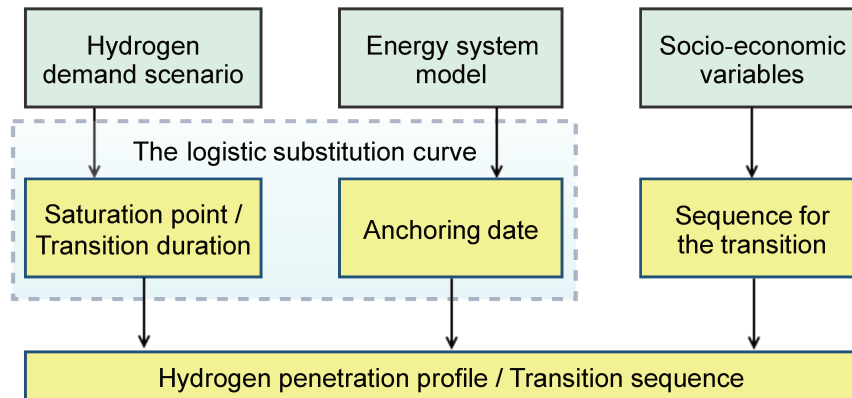 Hydrogen
demand scenario
Energy system
model
Socio-economic
variables
The logistic substitution curve
Saturation point /
Transition duration
Anchoring date
Sequence for
the transition
Hydrogen penetration profile / Transition sequence